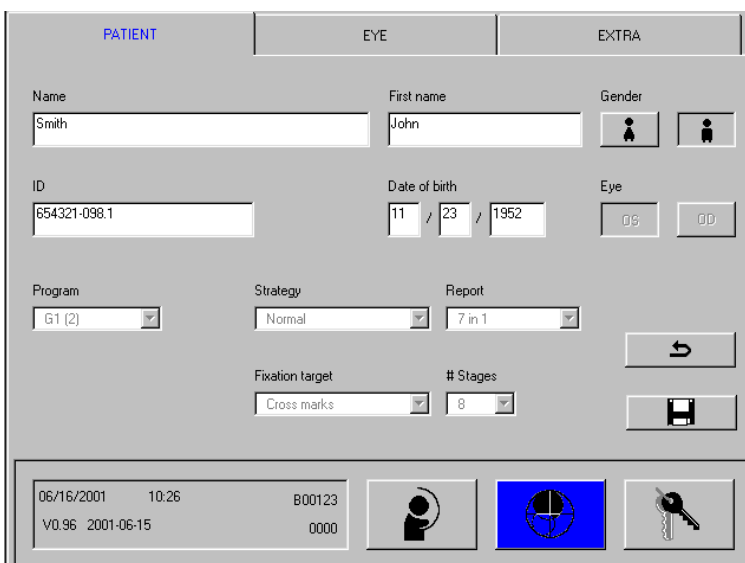 PATIENT EYE EXTRA
Name First name Gender
Smith John
ID Date of birth Eye
654321-098.1 11 / 23 / 1952 OS OD
Program Strategy Report
G1 (2) Normal 7 in 1
Fixation target # Stages
Cross marks 8
06/16/2001 10:26 B00123
V0.96 2001-06-15 0000